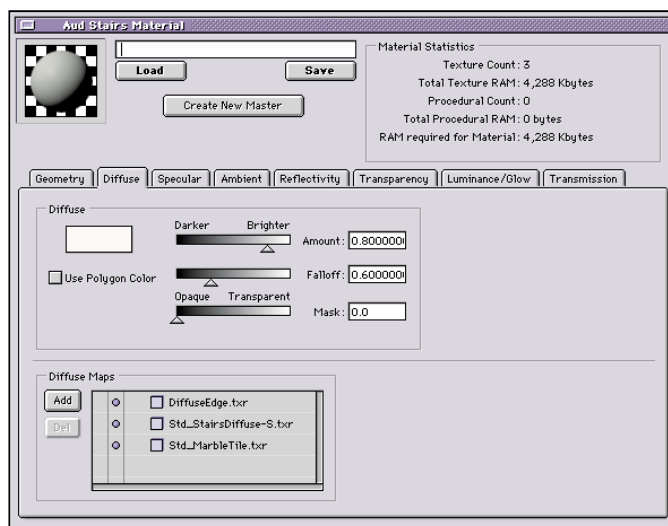 Aud Stairs Material
Load
Save
Create New Master
Material Statistics
Texture Count: 3
Total Texture RAM: 4,288 Kbytes
Procedural Count: 0
Total Procedural RAM: 0 bytes
RAM required for Material: 4,288 Kbytes
Geometry Diffuse Specular Ambient Reflectivity Transparency Luminance/Glow Transmission
Diffuse
Darker Brighter
Amount: 0.800000
Use Polygon Color
Falloff: 0.600000
Opaque Transparent
Mask: 0.0
Diffuse Maps
Add
DiffuseEdge.txr
Del
Std_StairsDiffuse-S.txr
Std_MarbleTile.txr